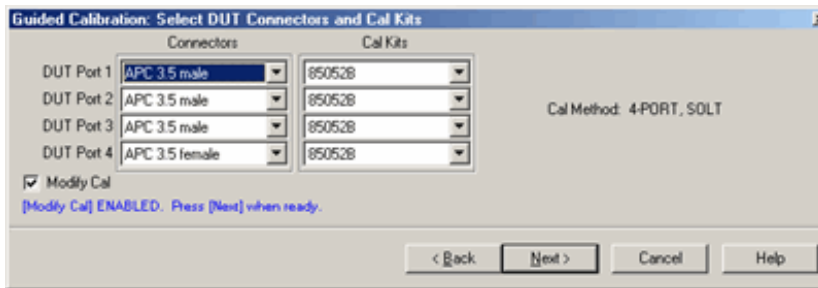 Guided Calibration: Select DUT Connectors and Cal Kits
Connectors Cal Kits
DUT Port 1 APC 3.5 male 85052B
DUT Port 2 APC 3.5 male 85052B
DUT Port 3 APC 3.5 male 85052B
DUT Port 4 APC 3.5 female 85052B
Cal Method: 4-PORT, SOLT
Modify Cal
[Modify Cal] ENABLED. Press [Next] when ready.
< Back Next > Cancel Help